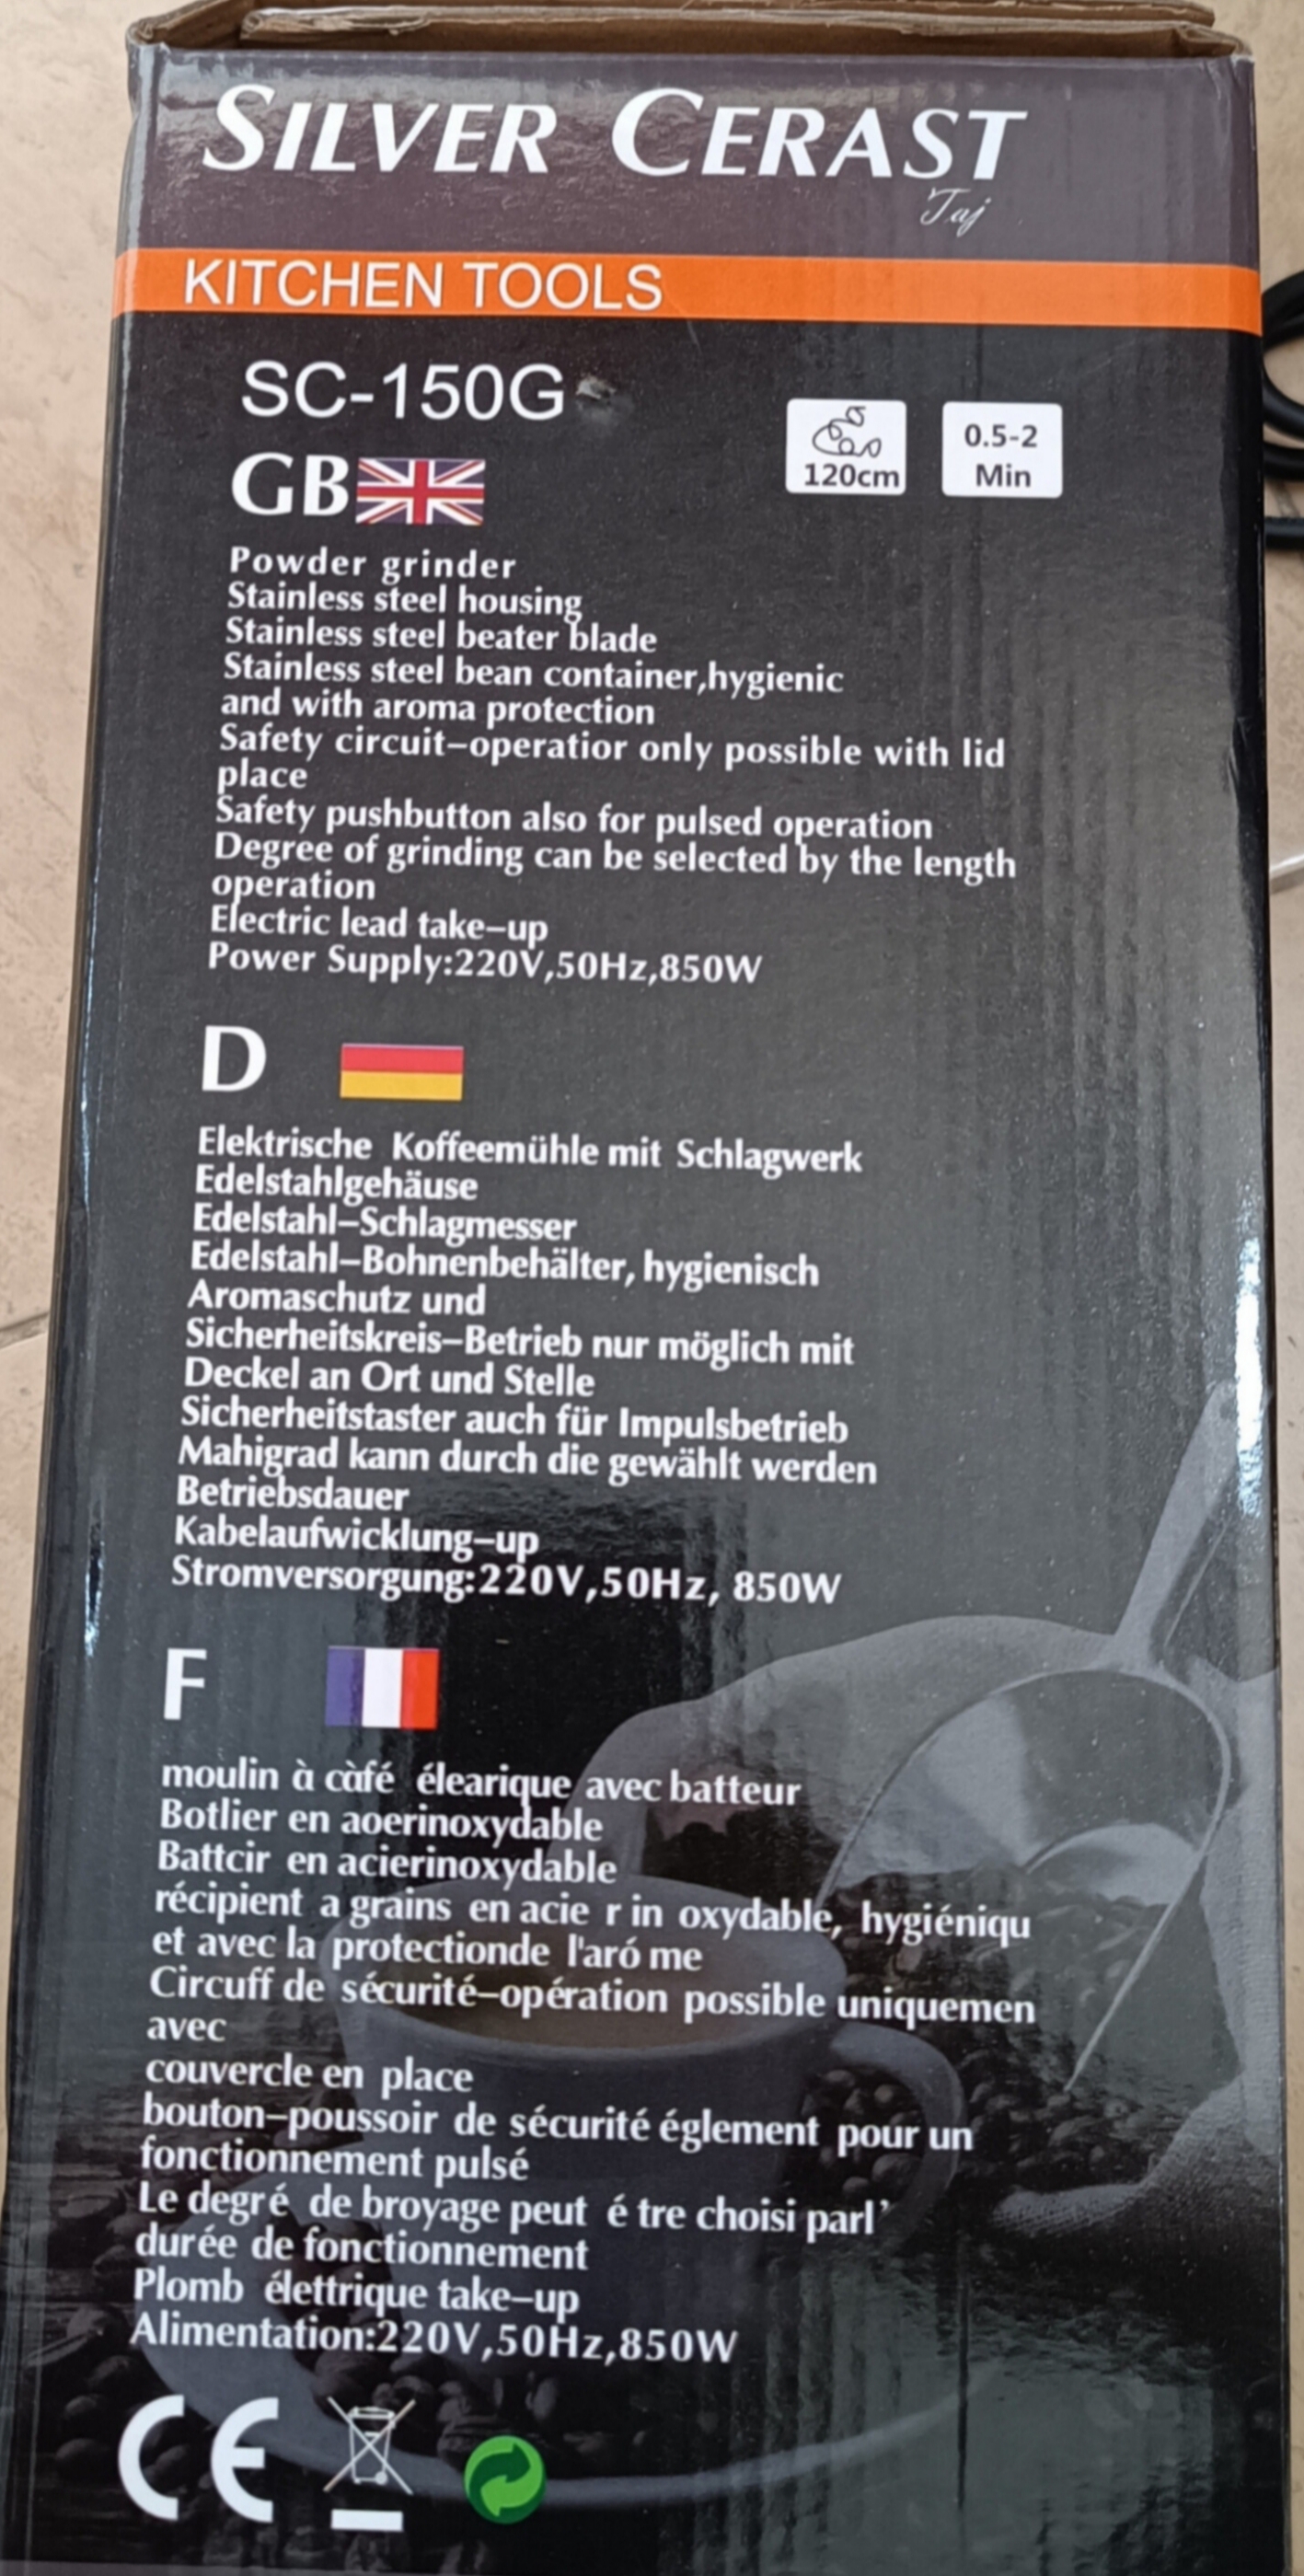 SILVER CERAST
Taj
KITCHEN TOOLS
SC-150G
120cm
0.5-2
Min
GB
Powder grinder
Stainless steel housing
Stainless steel beater blade
Stainless steel bean container,hygienic
and with aroma protection
Safety circuit-operatior only possible with lid
place
Safety pushbutton also for pulsed operation
Degree of grinding can be selected by the length
operation
Electric lead take-up
Power Supply:220V,50Hz,850W
D
Elektrische Koffeemühle mit Schlagwerk
Edelstahlgehäuse
Edelstahl-Schlagmesser
Edelstahl-Bohnenbehälter, hygienisch
Aromaschutz und
Sicherheitskreis-Betrieb nur möglich mit
Deckel an Ort und Stelle
Sicherheitstaster auch für Impulsbetrieb
Mahigrad kann durch die gewählt werden
Betriebsdauer
Kabelaufwicklung-up
Stromversorgung:220V,50Hz, 850W
F
moulin à càfé élearique avec batteur
Botlier en aoerinoxydable
Battcir en acierinoxydable
récipient a grains en acie r in oxydable, hygiéniqu
et avec la protectionde l'aró me
Circuff de sécurité-opération possible uniquemen
avec
couvercle en place
bouton-poussoir de sécurité églement pour un
fonctionnement pulsé
Le degré de broyage peut é tre choisi parl'
durée de fonctionnement
Plomb élettrique take-up
Alimentation:220V,50Hz,850W
CE